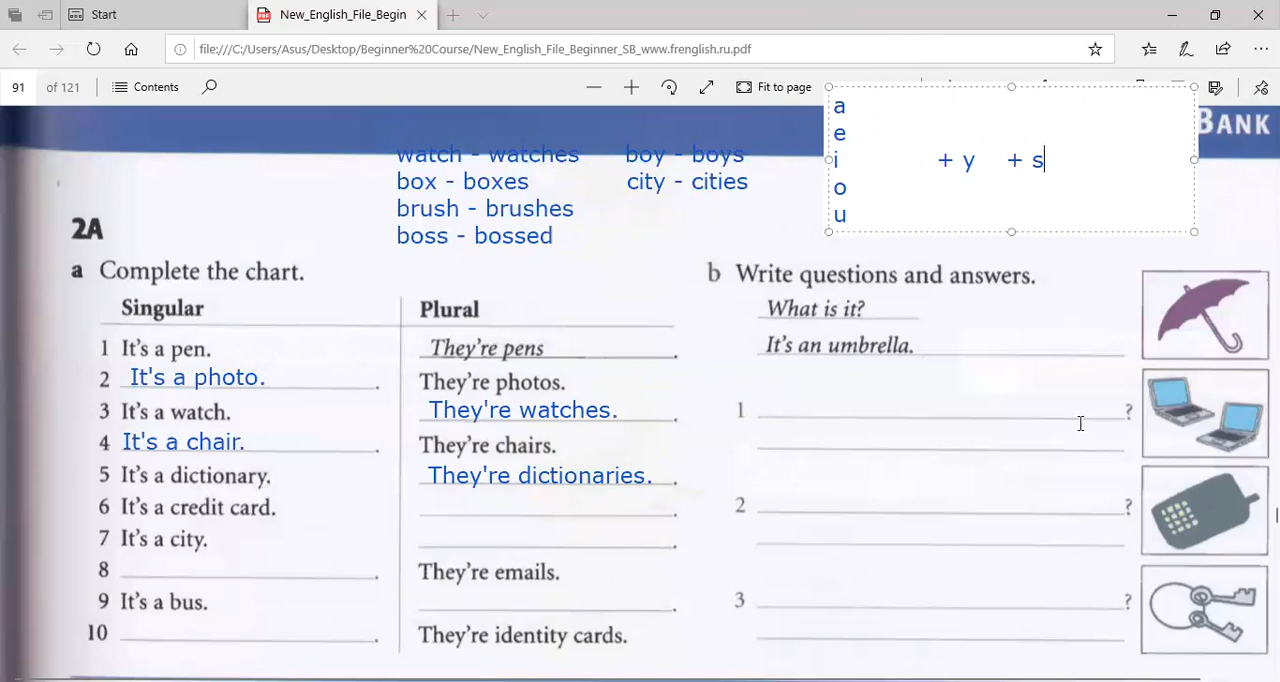 Start
New_English_File_Begin
file:///C:/Users/Asus/Desktop/Beginner%20Course/New_English_File_Beginner_SB_www.frenglish.ru.pdf
91 of 121 Contents Fit to page
BANK
watch - watches
box - boxes
brush - brushes
boss - bossed
boy - boys
city - cities
a
e
i + y + s
o
u
2A
a Complete the chart.
Singular Plural
1 It's a pen. They're pens.
2 It's a photo. They're photos.
3 It's a watch. They're watches.
4 It's a chair. They're chairs.
5 It's a dictionary. They're dictionaries.
6 It's a credit card.
7 It's a city.
8 They're emails.
9 It's a bus.
10 They're identity cards.
b Write questions and answers.
What is it?
It's an umbrella.
1 ?
2 ?
3 ?